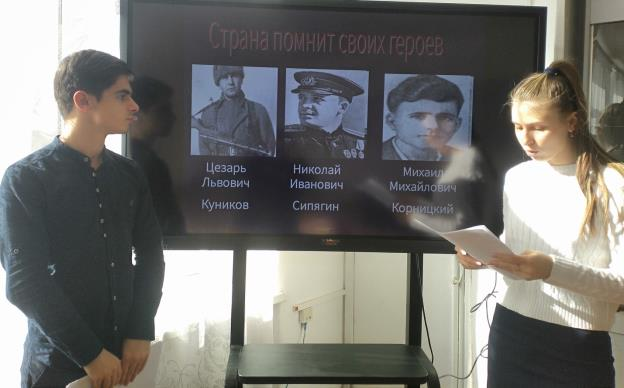 Страна помнит своих героев
Цезарь Львович Куников
Николай Иванович Сипягин
Михаил Михайлович Корницкий